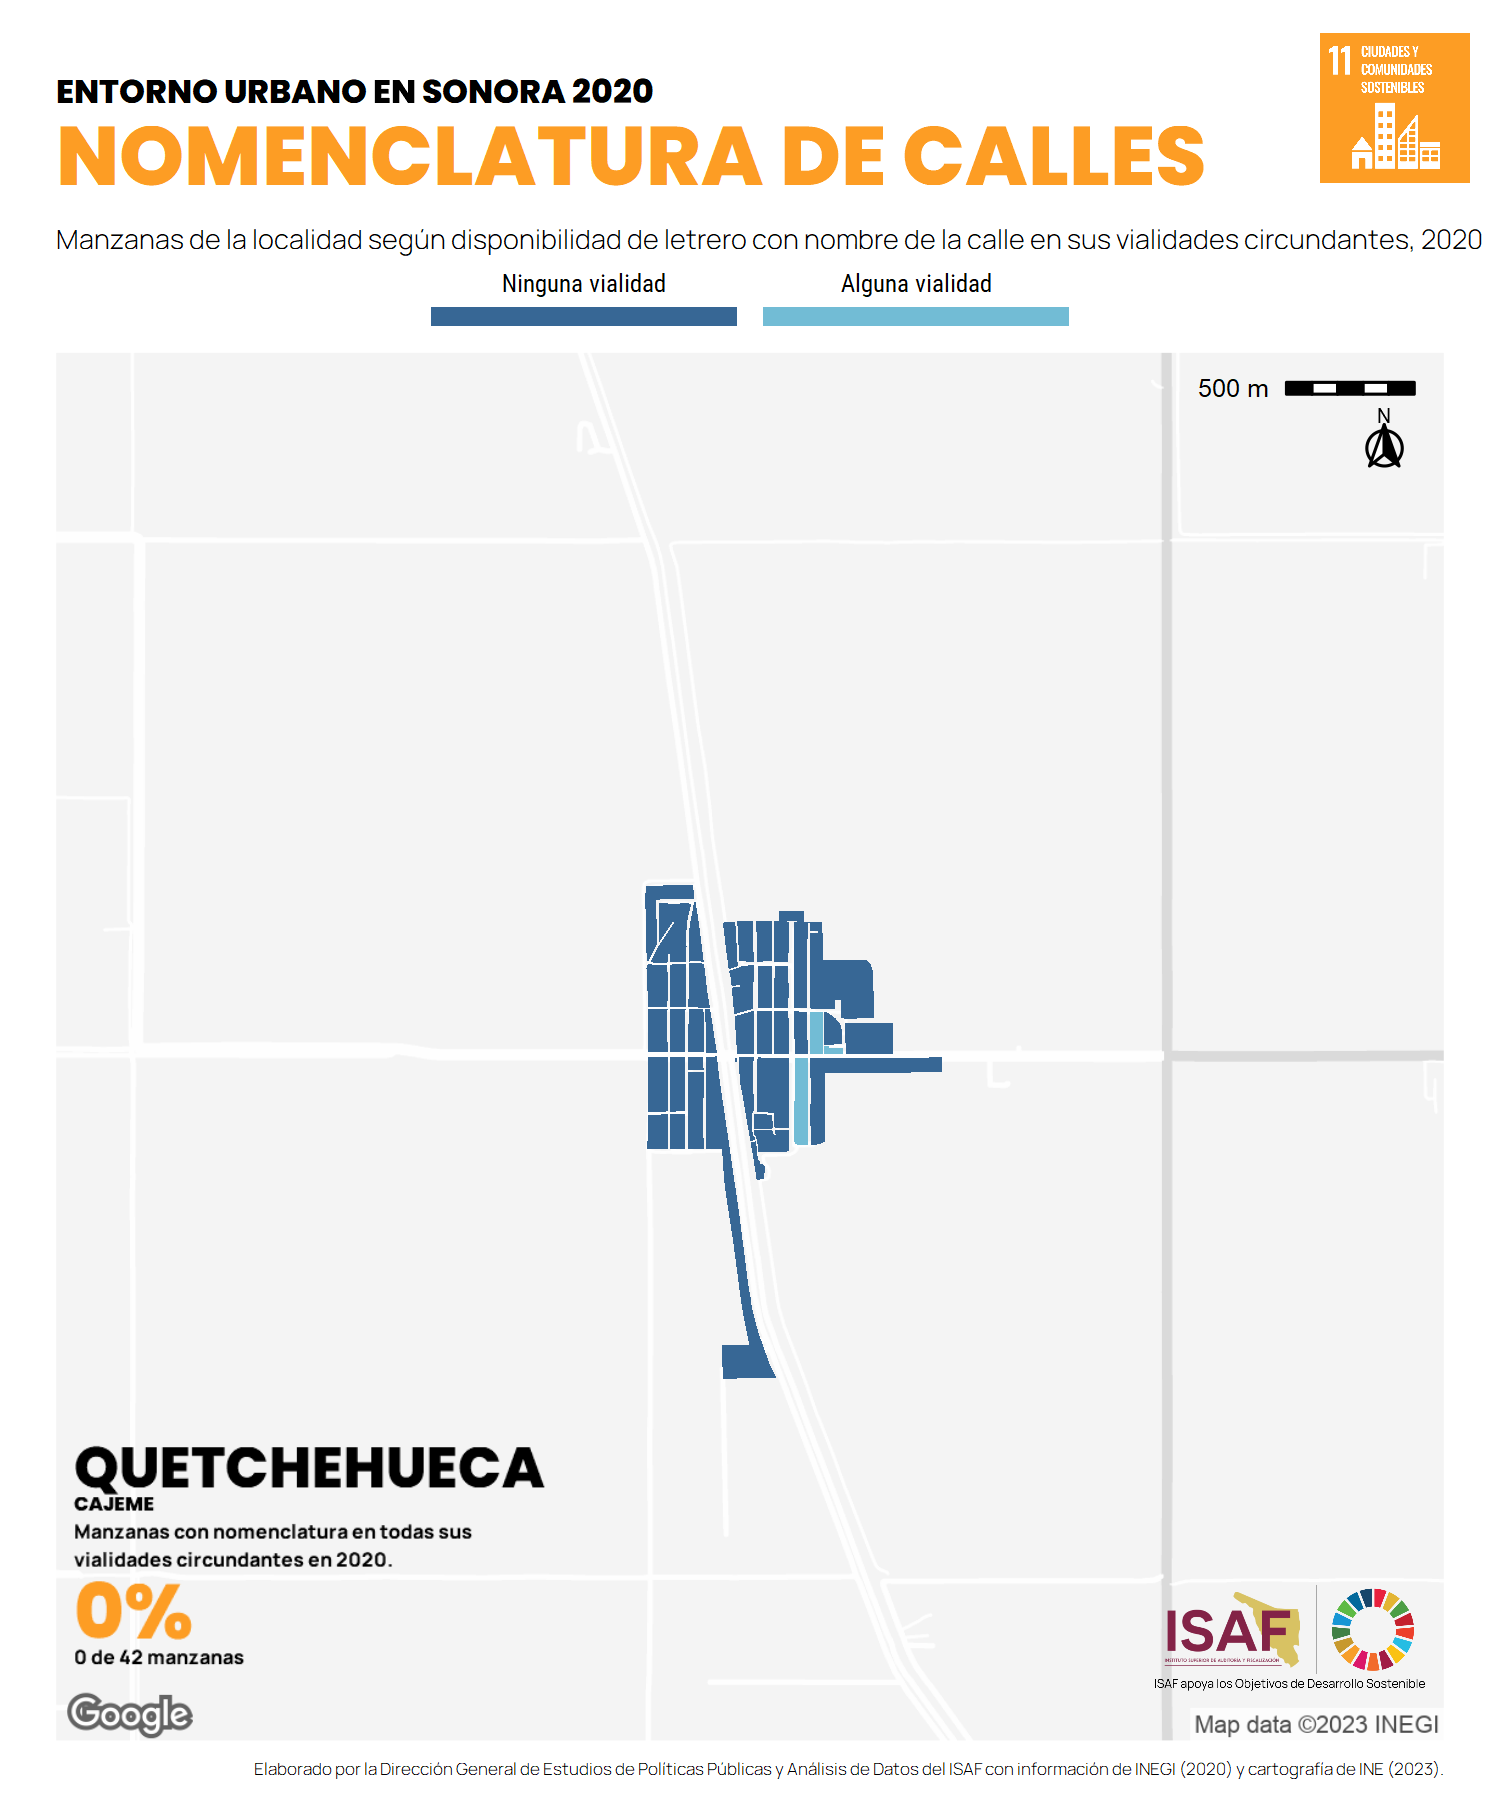 ENTORNO URBANO EN SONORA 2020
NOMENCLATURA DE CALLES
11 CIUDADES Y
COMUNIDADES
SOSTENIBLES
Manzanas de la localidad según disponibilidad de letrero con nombre de la calle en sus vialidades circundantes, 2020
Ninguna vialidad
Alguna vialidad
500 m
N
QUETCHEHUECA
CAJEME
Manzanas con nomenclatura en todas sus
vialidades circundantes en 2020.
0%
0 de 42 manzanas
Google
ISAF
INSTITUTO SUPERIOR DE AUDITORÍA Y FISCALIZACIÓN
ISAF apoya los Objetivos de Desarrollo Sostenible
Map data ©2023 INEGI
Elaborado por la Dirección General de Estudios de Políticas Públicas y Análisis de Datos del ISAF con información de INEGI (2020) y cartografía de INE (2023).